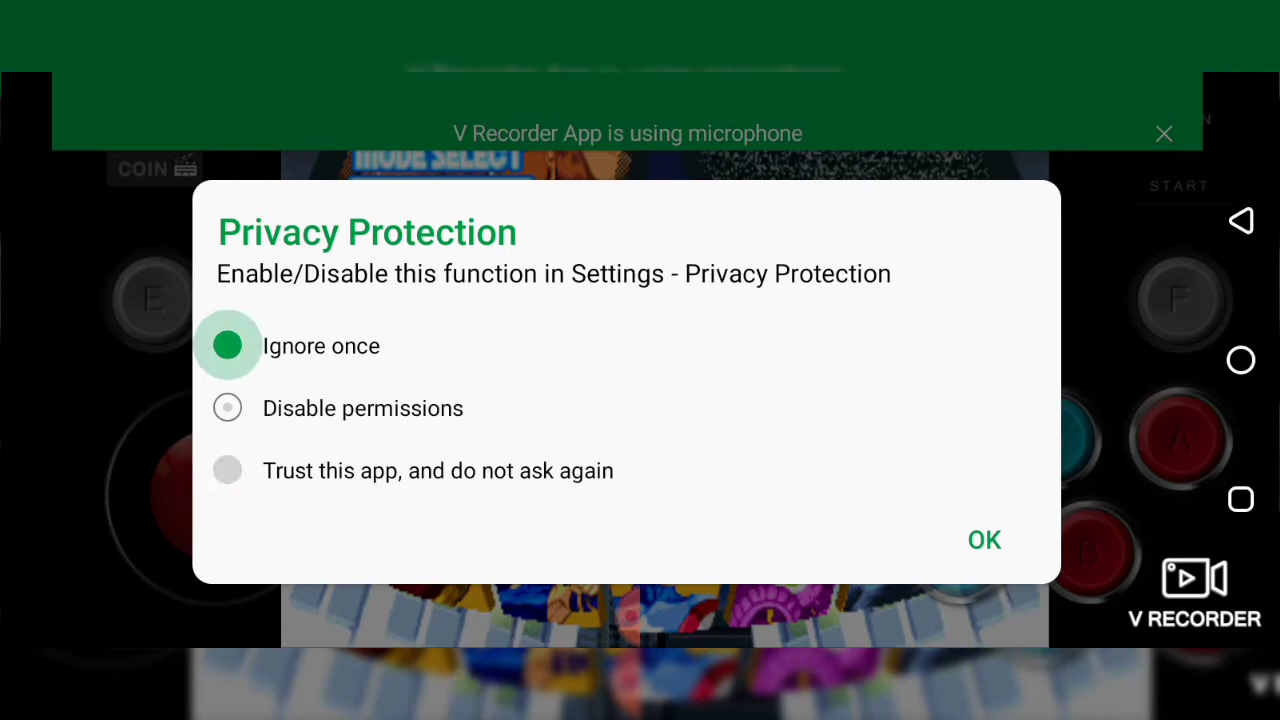 V Recorder App is using microphone
COIN
MODE SELECT
START
Privacy Protection
Enable/Disable this function in Settings - Privacy Protection
E
F
Ignore once
Disable permissions
A
Trust this app, and do not ask again
OK
B
V RECORDER